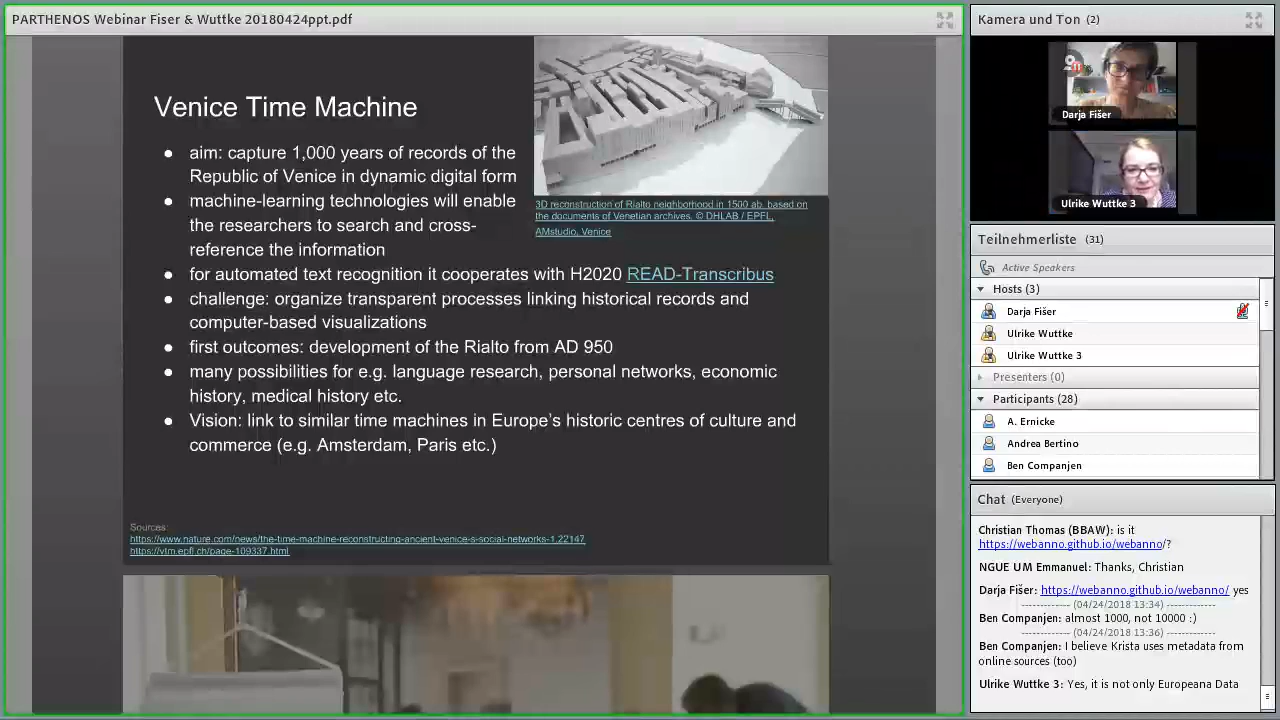 PARTHENOS Webinar Fiser & Wuttke 20180424ppt.pdf
Venice Time Machine
● aim: capture 1,000 years of records of the
Republic of Venice in dynamic digital form
● machine-learning technologies will enable
the researchers to search and cross-
reference the information
● for automated text recognition it cooperates with H2020 READ-Transcribus
● challenge: organize transparent processes linking historical records and
computer-based visualizations
● first outcomes: development of the Rialto from AD 950
● many possibilities for e.g. language research, personal networks, economic
history, medical history etc.
● Vision: link to similar time machines in Europe's historic centres of culture and
commerce (e.g. Amsterdam, Paris etc.)
3D reconstruction of Rialto neighborhood in 1500 ab. based on
the documents of Venetian archives. © DHLAB / EPFL,
AMstudio, Venice
Sources:
https://www.nature.com/news/the-time-machine-reconstructing-ancient-venice-s-social-networks-1.22147
https://vtm.epfl.ch/page-109337.html
Kamera und Ton (2)
Darja Fišer
Ulrike Wuttke 3
Teilnehmerliste (31)
Active Speakers
Hosts (3)
Darja Fišer
Ulrike Wuttke
Ulrike Wuttke 3
Presenters (0)
Participants (28)
A. Ernicke
Andrea Bertino
Ben Companjen
Chat (Everyone)
Christian Thomas (BBAW): is it
https://webanno.github.io/webanno/?
NGUE UM Emmanuel: Thanks, Christian
Darja Fišer: https://webanno.github.io/webanno/ yes
------------- (04/24/2018 13:34) -------------
Ben Companjen: almost 1000, not 10000 :)
------------- (04/24/2018 13:36) -------------
Ben Companjen: I believe Krista uses metadata from
online sources (too)
Ulrike Wuttke 3: Yes, it is not only Europeana Data